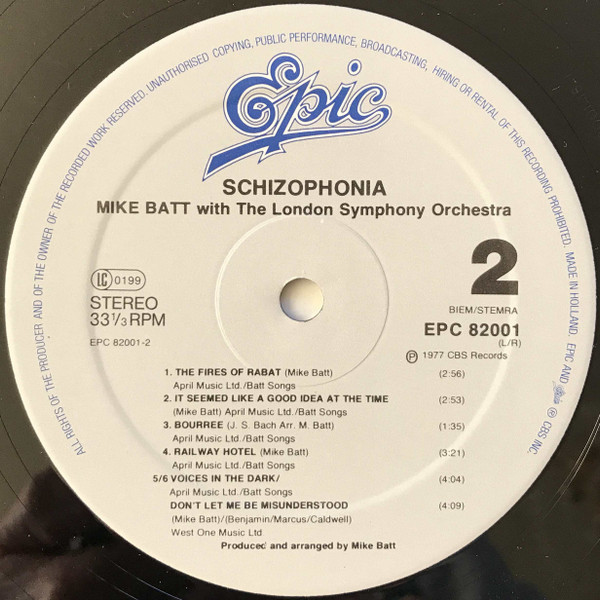 ALL RIGHTS OF THE PRODUCER AND OF THE OWNER OF THE RECORDED WORK RESERVED. UNAUTHORISED COPYING, PUBLIC PERFORMANCE, BROADCASTING, HIRING OR RENTAL OF THIS RECORDING PROHIBITED. MADE IN HOLLAND. EPIC AND Epic ® CBS INC.
Epic
SCHIZOPHONIA
MIKE BATT with The London Symphony Orchestra
LC 0199
STEREO
33 1/3 RPM
EPC 82001-2
2
BIEM/STEMRA
EPC 82001
(L/R)
℗ 1977 CBS Records
1. THE FIRES OF RABAT (Mike Batt) (2:56)
April Music Ltd./Batt Songs
2. IT SEEMED LIKE A GOOD IDEA AT THE TIME (2:53)
(Mike Batt) April Music Ltd./Batt Songs
3. BOURREE (J. S. Bach Arr. M. Batt) (1:35)
April Music Ltd./Batt Songs
4. RAILWAY HOTEL (Mike Batt) (3:21)
April Music Ltd./Batt Songs
5/6 VOICES IN THE DARK/ (4:04)
April Music Ltd./Batt Songs
DON'T LET ME BE MISUNDERSTOOD (4:09)
(Mike Batt)/(Benjamin/Marcus/Caldwell)
West One Music Ltd
Produced and arranged by Mike Batt